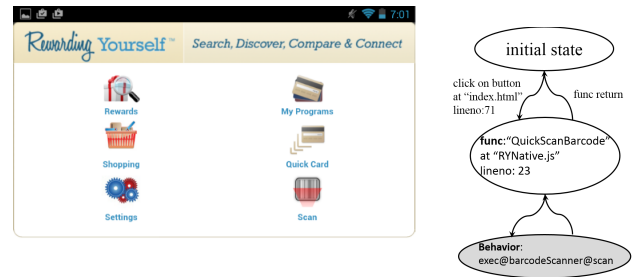 7:01
Rewarding Yourself™ Search, Discover, Compare & Connect
Rewards My Programs
Shopping Quick Card
Settings Scan
initial state
click on button
at "index.html"
lineno:71
func return
func:"QuickScanBarcode"
at "RYNative.js"
lineno: 23
Behavior:
exec@barcodeScanner@scan